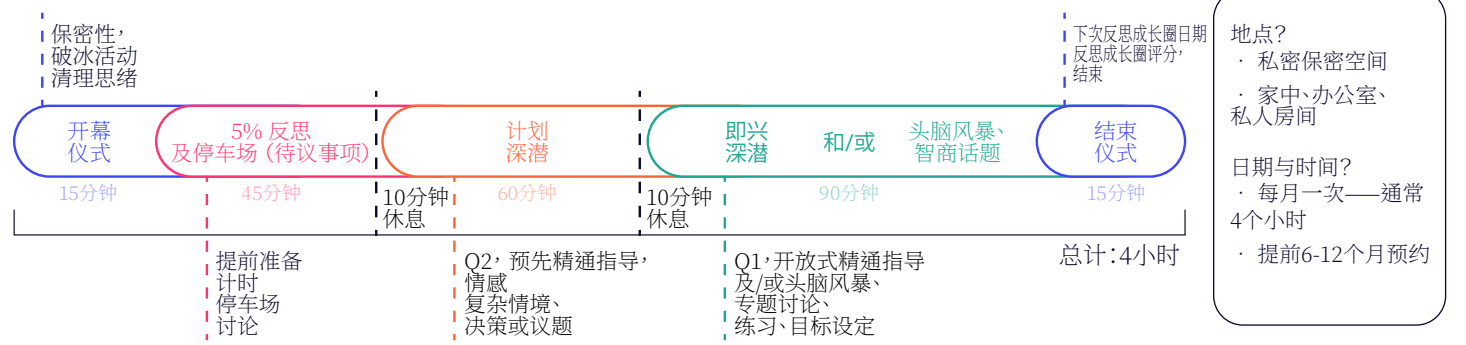 保密性，
破冰活动
清理思绪
下次反思成长圈日期
反思成长圈评分，
结束
开幕
仪式
5% 反思
及停车场（待议事项）
计划
深潜
即兴
深潜
和/或
头脑风暴、
智商话题
结束
仪式
15分钟
45分钟
10分钟
休息
60分钟
10分钟
休息
90分钟
15分钟
总计：4小时
提前准备
计时
停车场
讨论
Q2，预先精通指导，
情感
复杂情境、
决策或议题
Q1，开放式精通指导
及/或头脑风暴、
专题讨论、
练习、目标设定
地点？
· 私密保密空间
· 家中、办公室、
私人房间
日期与时间？
· 每月一次——通常
4个小时
· 提前6-12个月预约